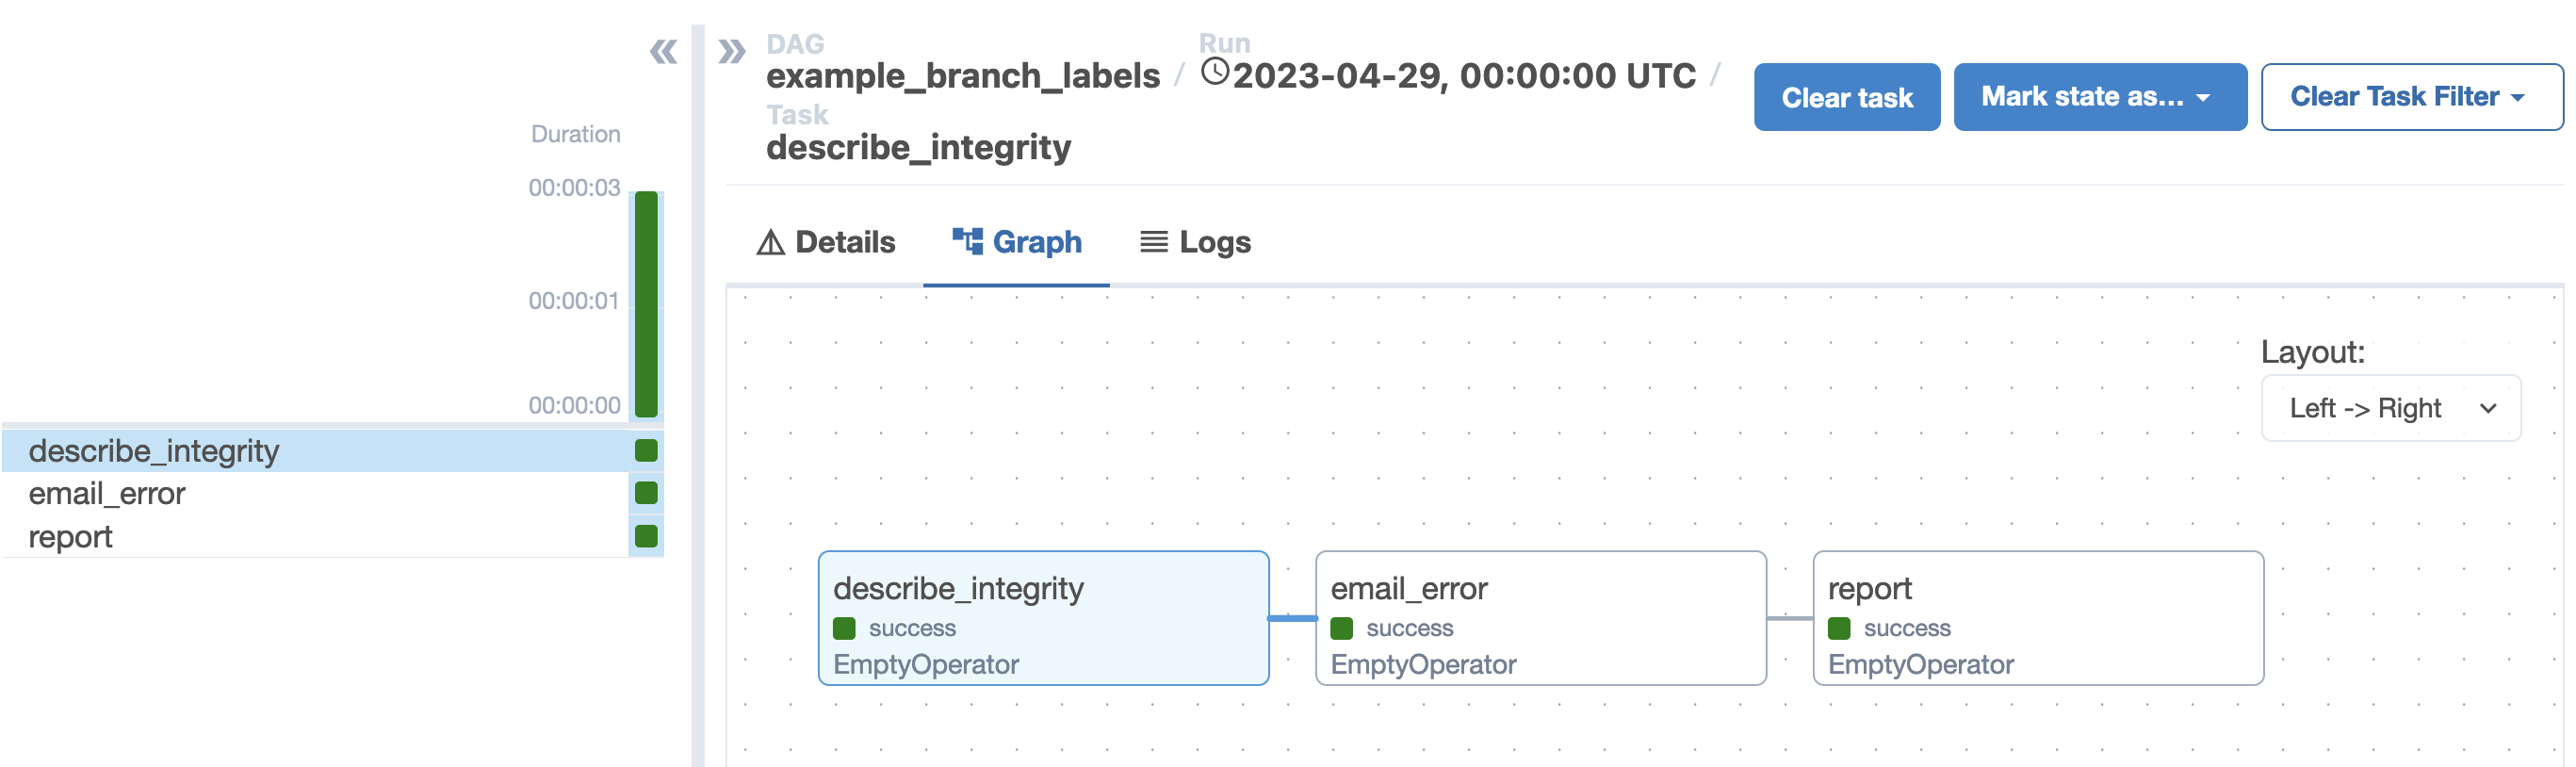 Duration
00:00:03
00:00:01
00:00:00
describe_integrity
email_error
report
DAG
example_branch_labels /
Run
2023-04-29, 00:00:00 UTC /
Task
describe_integrity
Clear task
Mark state as...
Clear Task Filter
Details
Graph
Logs
Layout:
Left -> Right
describe_integrity
success
EmptyOperator
email_error
success
EmptyOperator
report
success
EmptyOperator